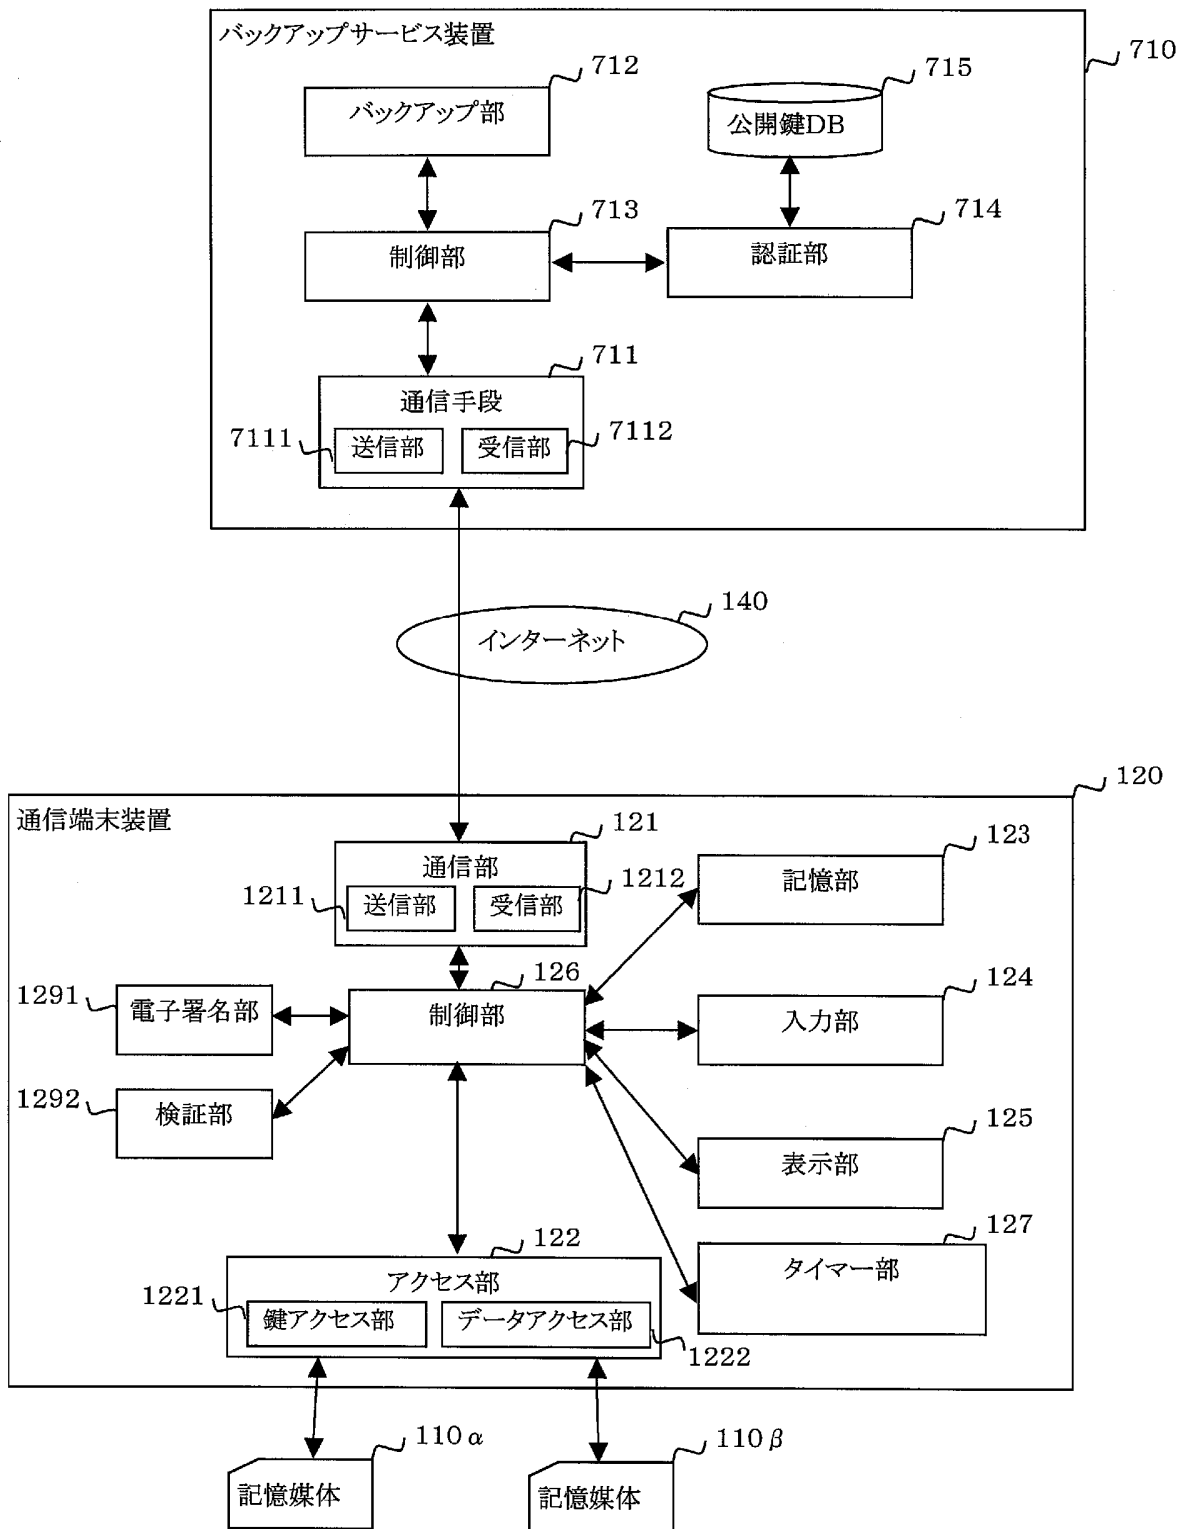 バックアップサービス装置
710
712
バックアップ部
715
公開鍵DB
713
制御部
714
認証部
711
通信手段
7111
送信部
受信部
7112
140
インターネット
120
通信端末装置
121
通信部
1211
送信部
受信部
1212
123
記憶部
126
制御部
1291
電子署名部
124
入力部
1292
検証部
125
表示部
127
タイマー部
122
アクセス部
1221
鍵アクセス部
データアクセス部
1222
110α
記憶媒体
110β
記憶媒体